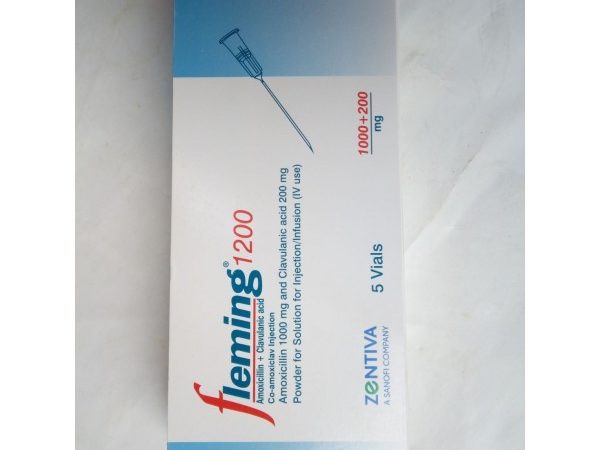 fleming® 1200
Amoxicillin + Clavulanic acid
Co-amoxiclav Injection
Amoxicillin 1000 mg and Clavulanic acid 200 mg
Powder for Solution for Injection/Infusion (IV use)
1000+200
mg
5 Vials
ZENTIVA
A SANOFI COMPANY